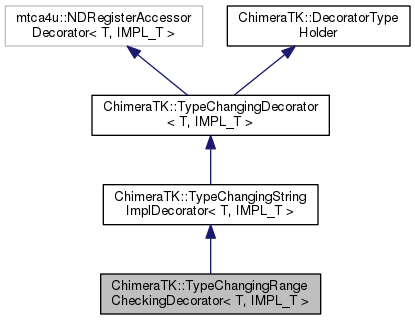 mtca4u::NDRegisterAccessor
Decorator< T, IMPL_T >
ChimeraTK::DecoratorType
Holder
ChimeraTK::TypeChangingDecorator
< T, IMPL_T >
ChimeraTK::TypeChangingString
ImplDecorator< T, IMPL_T >
ChimeraTK::TypeChangingRange
CheckingDecorator< T, IMPL_T >